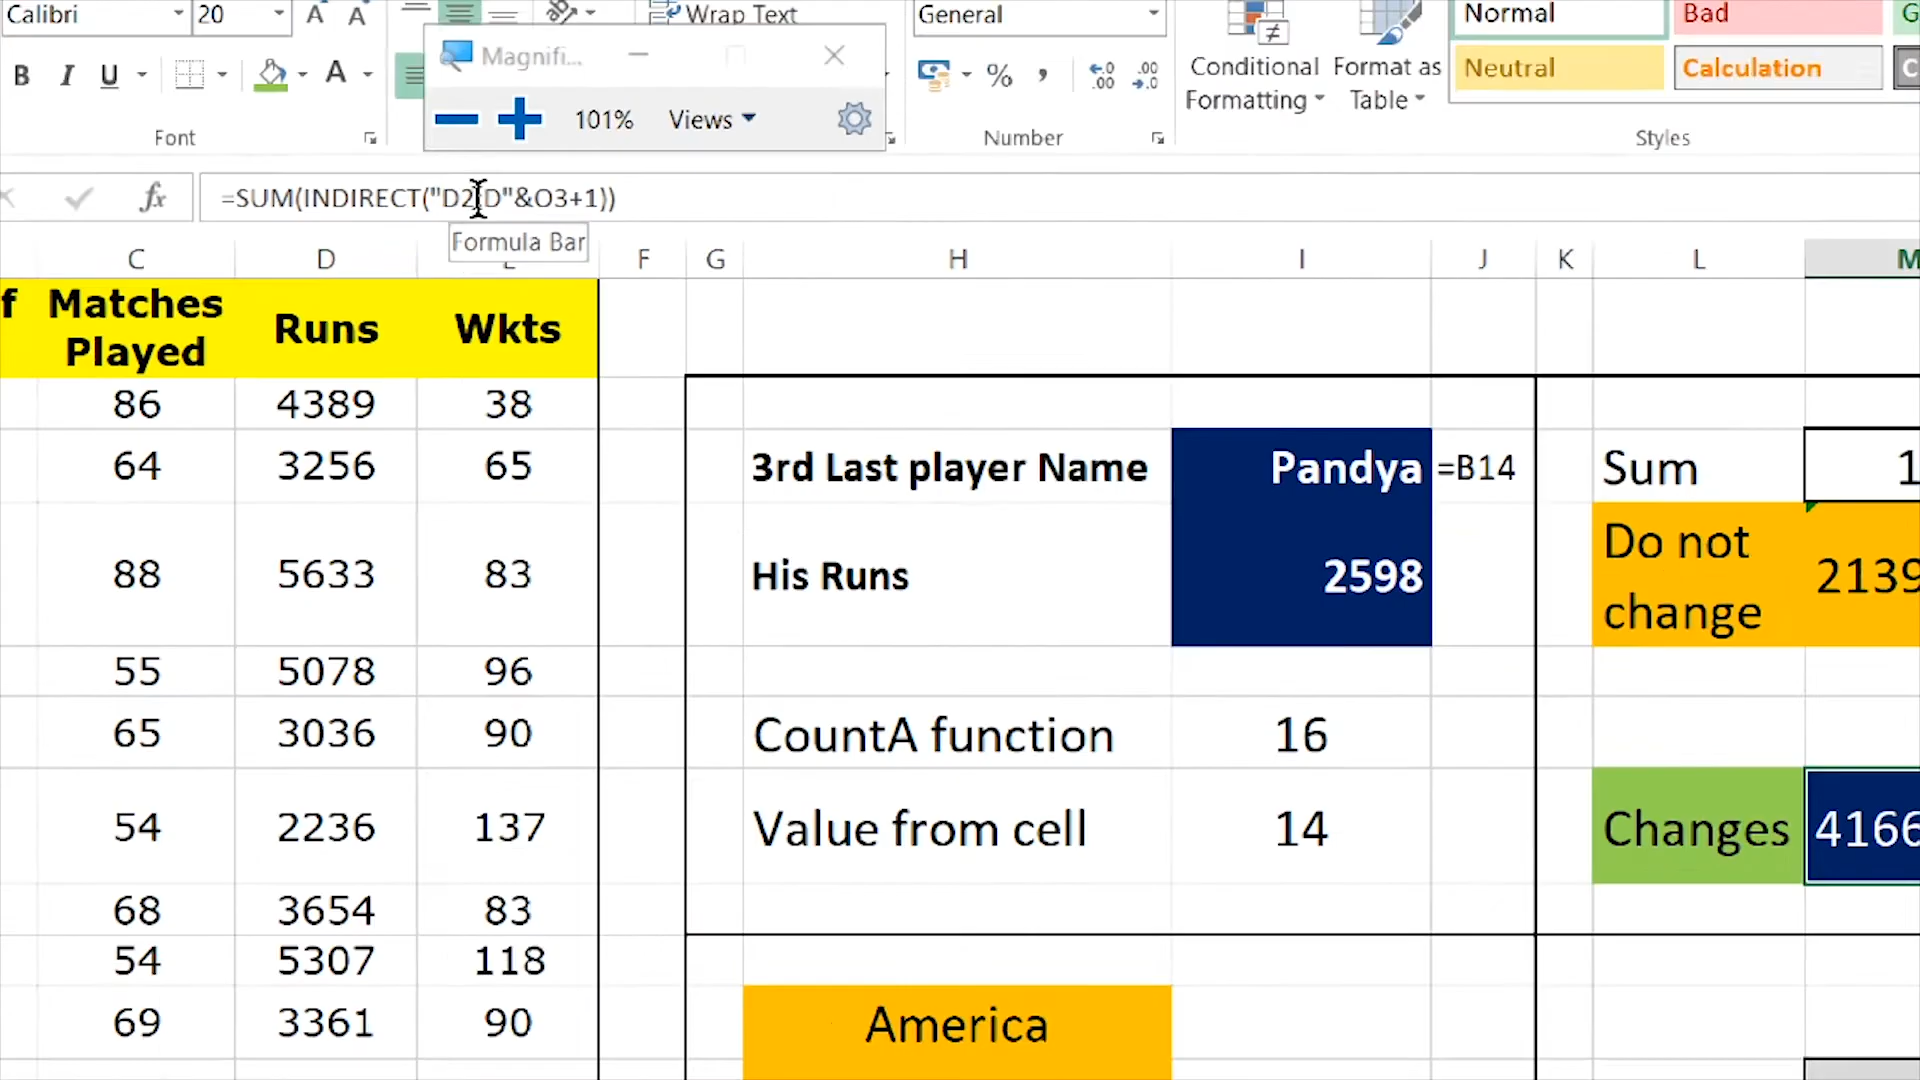 Calibri 20 A A Wrap Text General Normal Bad G
Magnifi...
B I U A % , Conditional Formatting Format as Table Neutral Calculation C
101% Views
Font Number Styles
fx =SUM(INDIRECT("D2:D"&O3+1))
Formula Bar
C D F G H I J K L M
f Matches Played Runs Wkts
86 4389 38
64 3256 65 3rd Last player Name Pandya =B14 Sum 1
88 5633 83 His Runs 2598 Do not change 2139
55 5078 96
65 3036 90 CountA function 16
54 2236 137 Value from cell 14 Changes 4166
68 3654 83
54 5307 118
69 3361 90 America